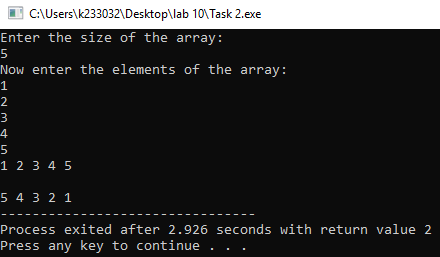 C:\Users\k233032\Desktop\lab 10\Task 2.exe
Enter the size of the array:
5
Now enter the elements of the array:
1
2
3
4
5
1 2 3 4 5
5 4 3 2 1
--------------------------------
Process exited after 2.926 seconds with return value 2
Press any key to continue . . .